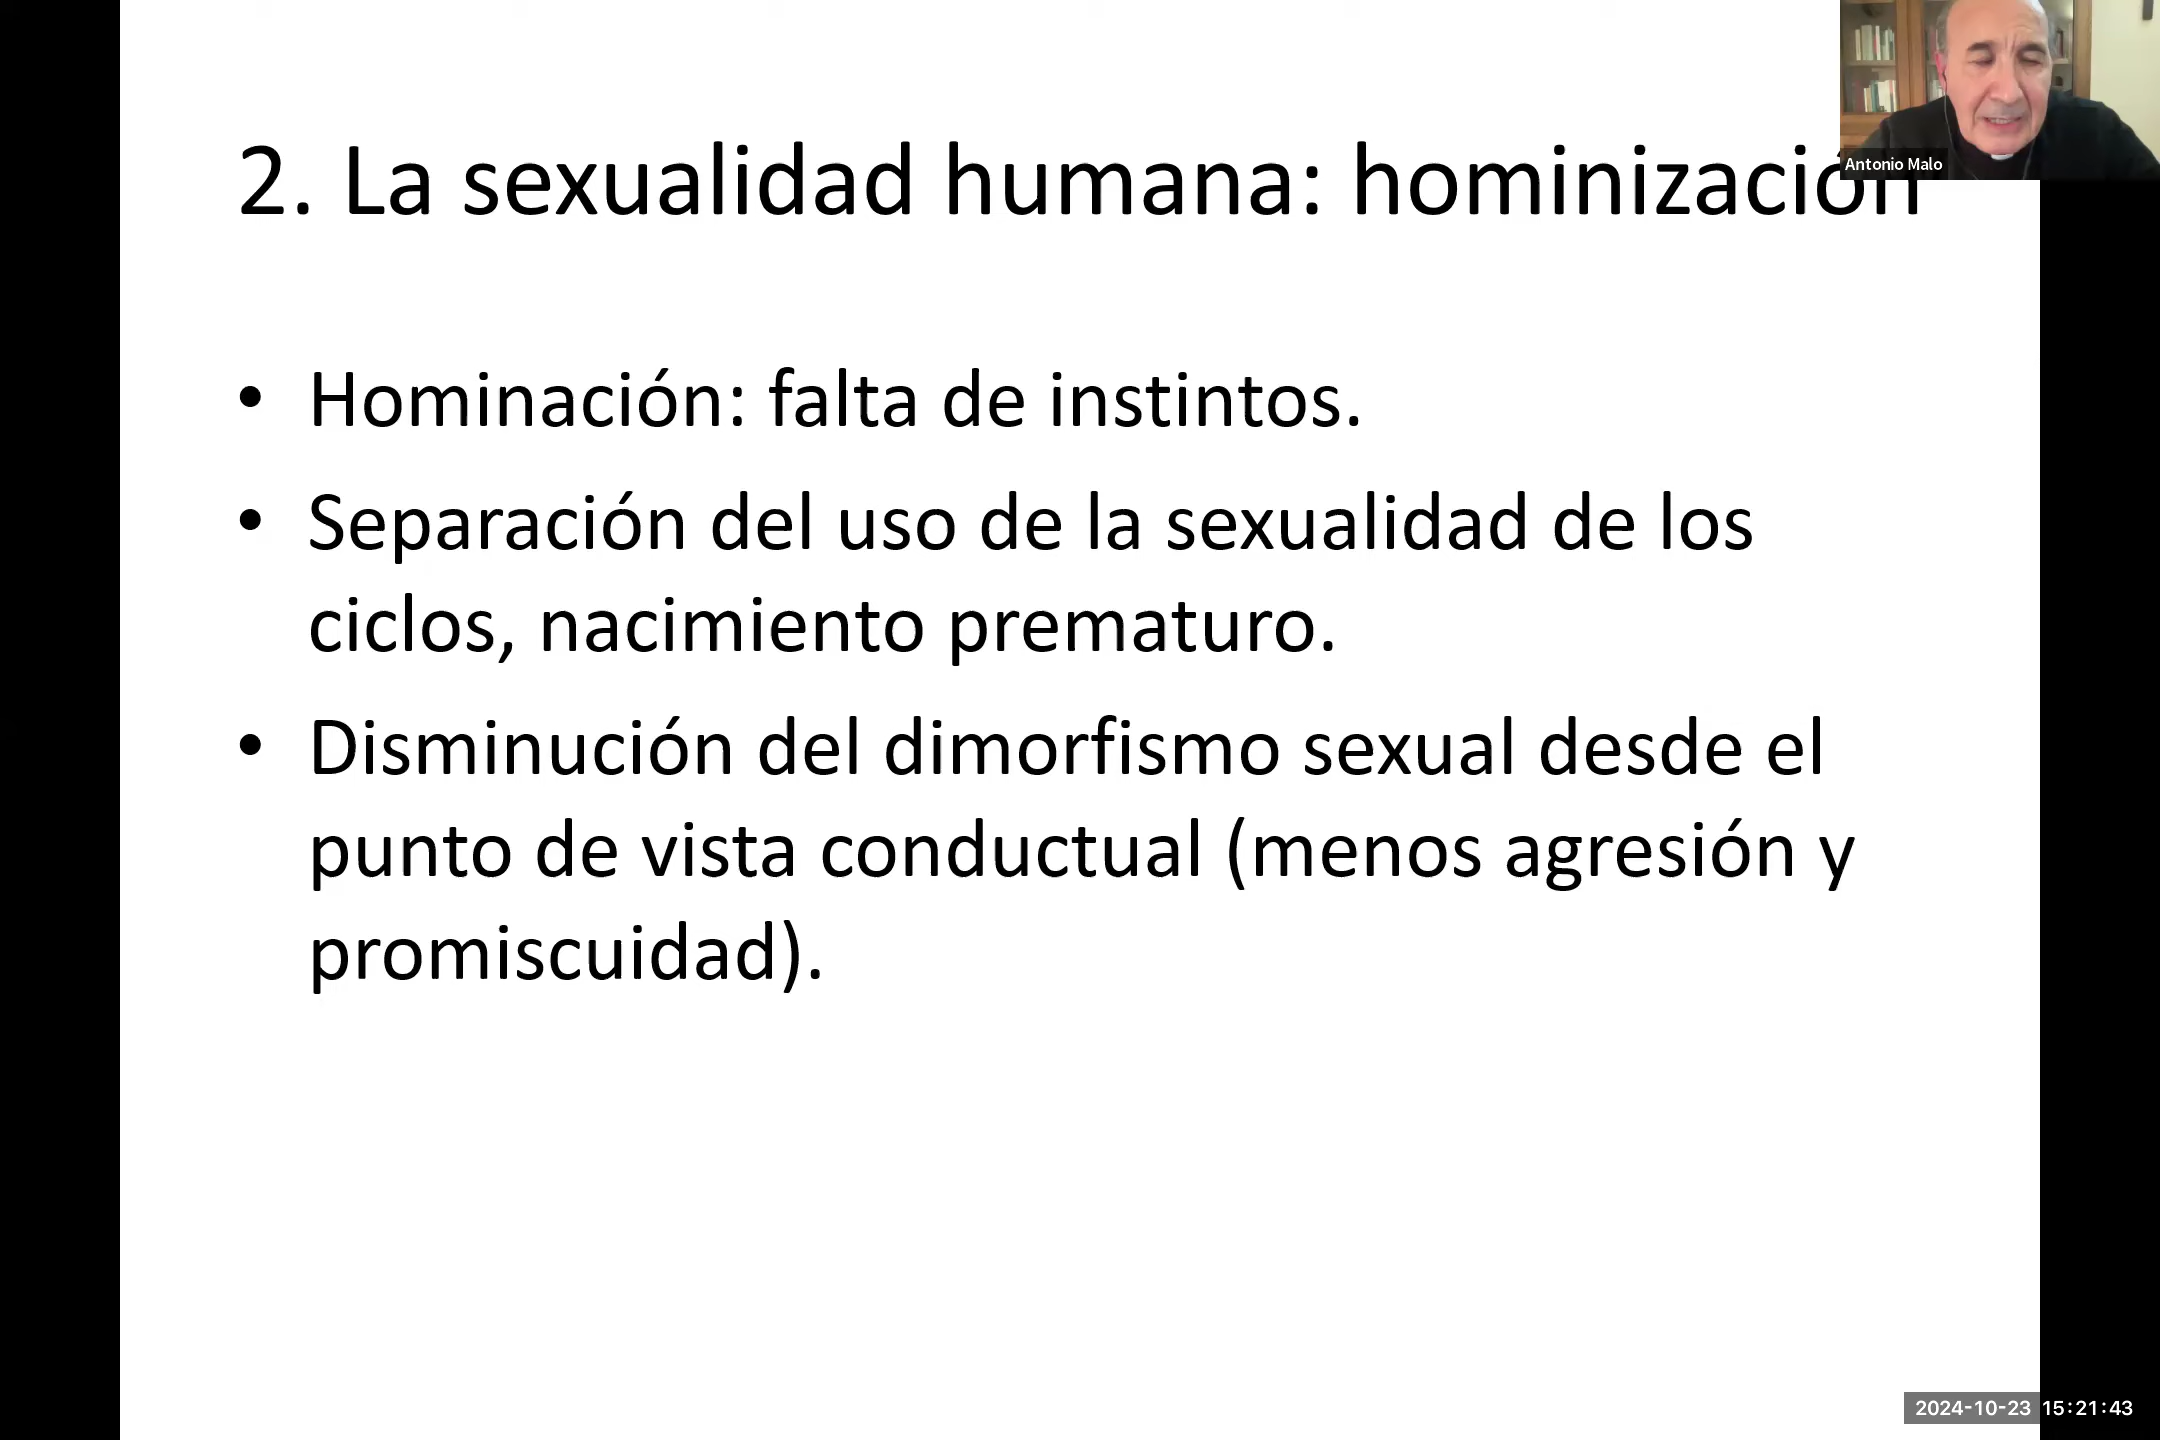 2. La sexualidad humana: hominización
Antonio Malo
• Hominación: falta de instintos.
• Separación del uso de la sexualidad de los
ciclos, nacimiento prematuro.
• Disminución del dimorfismo sexual desde el
punto de vista conductual (menos agresión y
promiscuidad).
2024-10-23 15:21:43